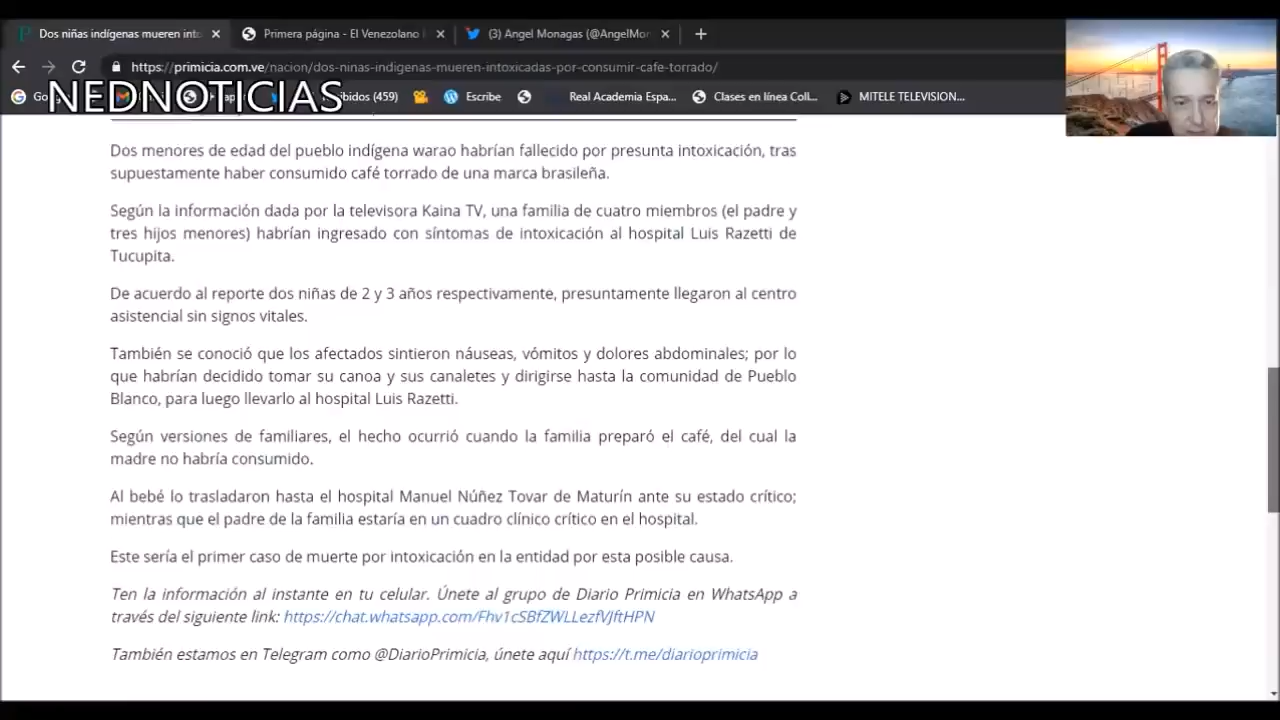 Dos niñas indígenas mueren into
Primera página - El Venezolano
(3) Angel Monagas (@AngelMor
https://primicia.com.ve/nacion/dos-ninas-indigenas-mueren-intoxicadas-por-consumir-cafe-torrado/
NEDNOTICIAS
ibidos (459)
Escribe
Real Academia Espa...
Clases en línea Coll...
MITELE TELEVISION...
Dos menores de edad del pueblo indígena warao habrían fallecido por presunta intoxicación, tras
supuestamente haber consumido café torrado de una marca brasileña.
Según la información dada por la televisora Kaina TV, una familia de cuatro miembros (el padre y
tres hijos menores) habrían ingresado con síntomas de intoxicación al hospital Luis Razetti de
Tucupita.
De acuerdo al reporte dos niñas de 2 y 3 años respectivamente, presuntamente llegaron al centro
asistencial sin signos vitales.
También se conoció que los afectados sintieron náuseas, vómitos y dolores abdominales; por lo
que habrían decidido tomar su canoa y sus canaletes y dirigirse hasta la comunidad de Pueblo
Blanco, para luego llevarlo al hospital Luis Razetti.
Según versiones de familiares, el hecho ocurrió cuando la familia preparó el café, del cual la
madre no habría consumido.
Al bebé lo trasladaron hasta el hospital Manuel Núñez Tovar de Maturín ante su estado crítico;
mientras que el padre de la familia estaría en un cuadro clínico crítico en el hospital.
Este sería el primer caso de muerte por intoxicación en la entidad por esta posible causa.
Ten la información al instante en tu celular. Únete al grupo de Diario Primicia en WhatsApp a
través del siguiente link: https://chat.whatsapp.com/Fhv1cSBfZWLLezfVJftHPN
También estamos en Telegram como @DiarioPrimicia, únete aquí https://t.me/diarioprimicia